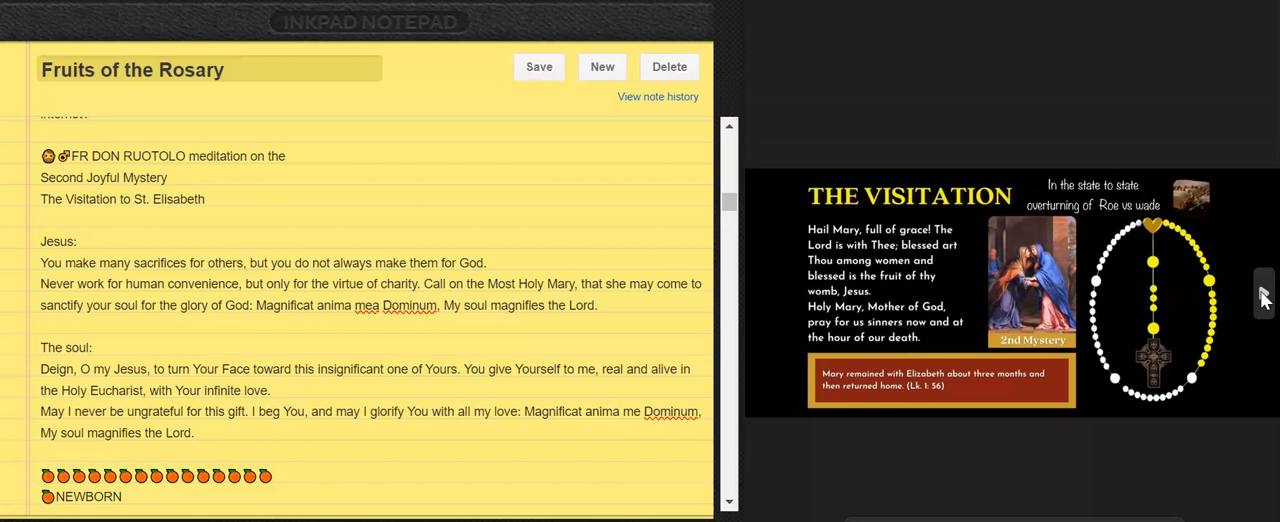 INKPAD NOTEPAD
Fruits of the Rosary
Save
New
Delete
View note history
FR DON RUOTOLO meditation on the
Second Joyful Mystery
The Visitation to St. Elisabeth
Jesus:
You make many sacrifices for others, but you do not always make them for God.
Never work for human convenience, but only for the virtue of charity. Call on the Most Holy Mary, that she may come to
sanctify your soul for the glory of God: Magnificat anima mea Dominum, My soul magnifies the Lord.
The soul:
Deign, O my Jesus, to turn Your Face toward this insignificant one of Yours. You give Yourself to me, real and alive in
the Holy Eucharist, with Your infinite love.
May I never be ungrateful for this gift. I beg You, and may I glorify You with all my love: Magnificat anima me Dominum,
My soul magnifies the Lord.
NEWBORN
THE VISITATION
In the state to state
overturning of Roe vs wade
Hail Mary, full of grace! The
Lord is with Thee; blessed art
Thou among women and
blessed is the fruit of thy
womb, Jesus.
Holy Mary, Mother of God,
pray for us sinners now and at
the hour of our death.
2nd Mystery
Mary remained with Elizabeth about three months and
then returned home. (Lk. 1: 56)